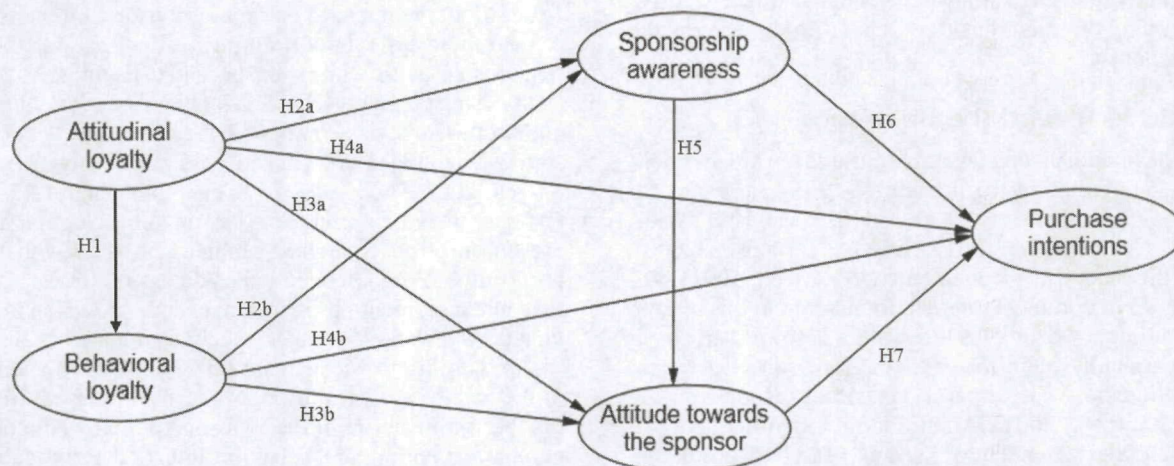 Sponsorship
awareness
H2a
H6
Attitudinal
loyalty
H4a
H5
H3a
Purchase
intentions
H1
H2b
H4b
H7
Behavioral
loyalty
H3b
Attitude towards
the sponsor